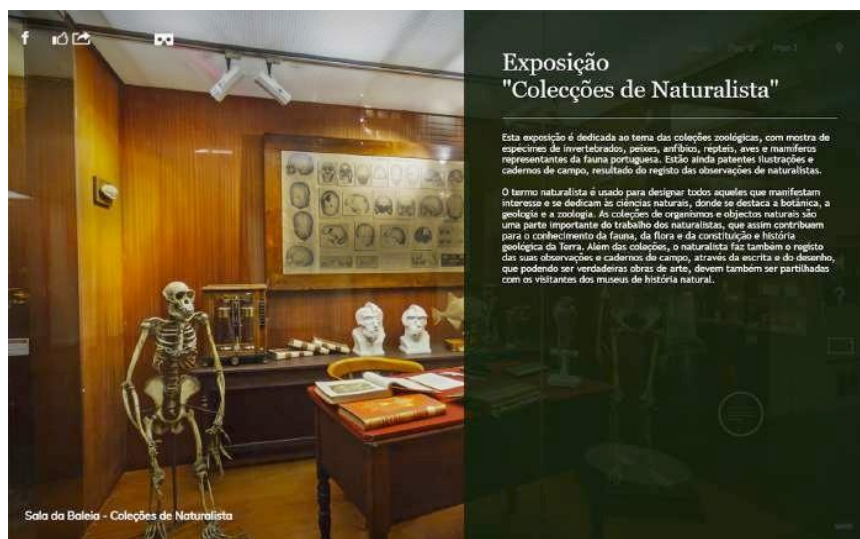 Exposição
"Colecções de Naturalista"
Esta exposição é dedicada ao tema das coleções zoológicas, com mostra de
espécimes de invertebrados, peixes, anfíbios, répteis, aves e mamíferos
representantes da fauna portuguesa. Estão ainda patentes ilustrações e
cadernos de campo, resultado do registo das observações de naturalistas.
O termo naturalista é usado para designar todos aqueles que manifestam
interesse e se dedicam às ciências naturais, donde se destaca a botânica, a
geologia e a zoologia. As coleções de organismos e objectos naturais são
uma parte importante do trabalho dos naturalistas, que assim contribuem
para o conhecimento da fauna, da flora e da constituição e história
geológica da Terra. Além das coleções, o naturalista faz também o registo
das suas observações e cadernos de campo, através da escrita e do desenho,
que podendo ser verdadeiras obras de arte, devem também ser partilhadas
com os visitantes dos museus de história natural.
Sala da Baleia - Coleções de Naturalista